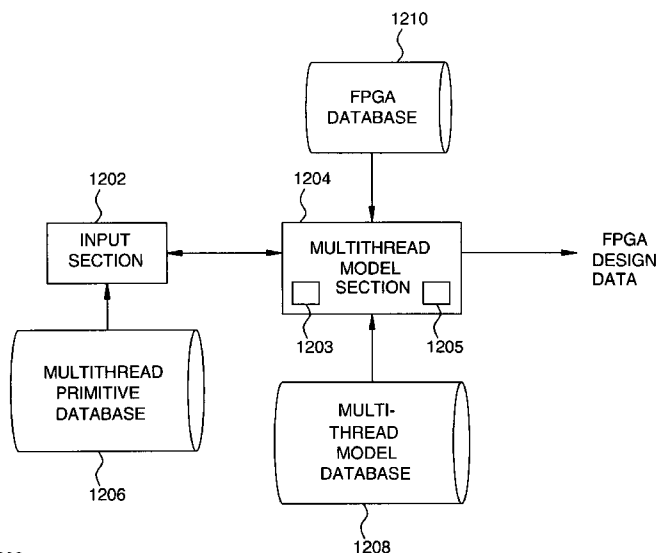 1210
FPGA
DATABASE
1202
1204
INPUT
SECTION
MULTITHREAD
MODEL
SECTION
FPGA
DESIGN
DATA
1203
1205
MULTITHREAD
PRIMITIVE
DATABASE
MULTI-
THREAD
MODEL
DATABASE
1206
1208